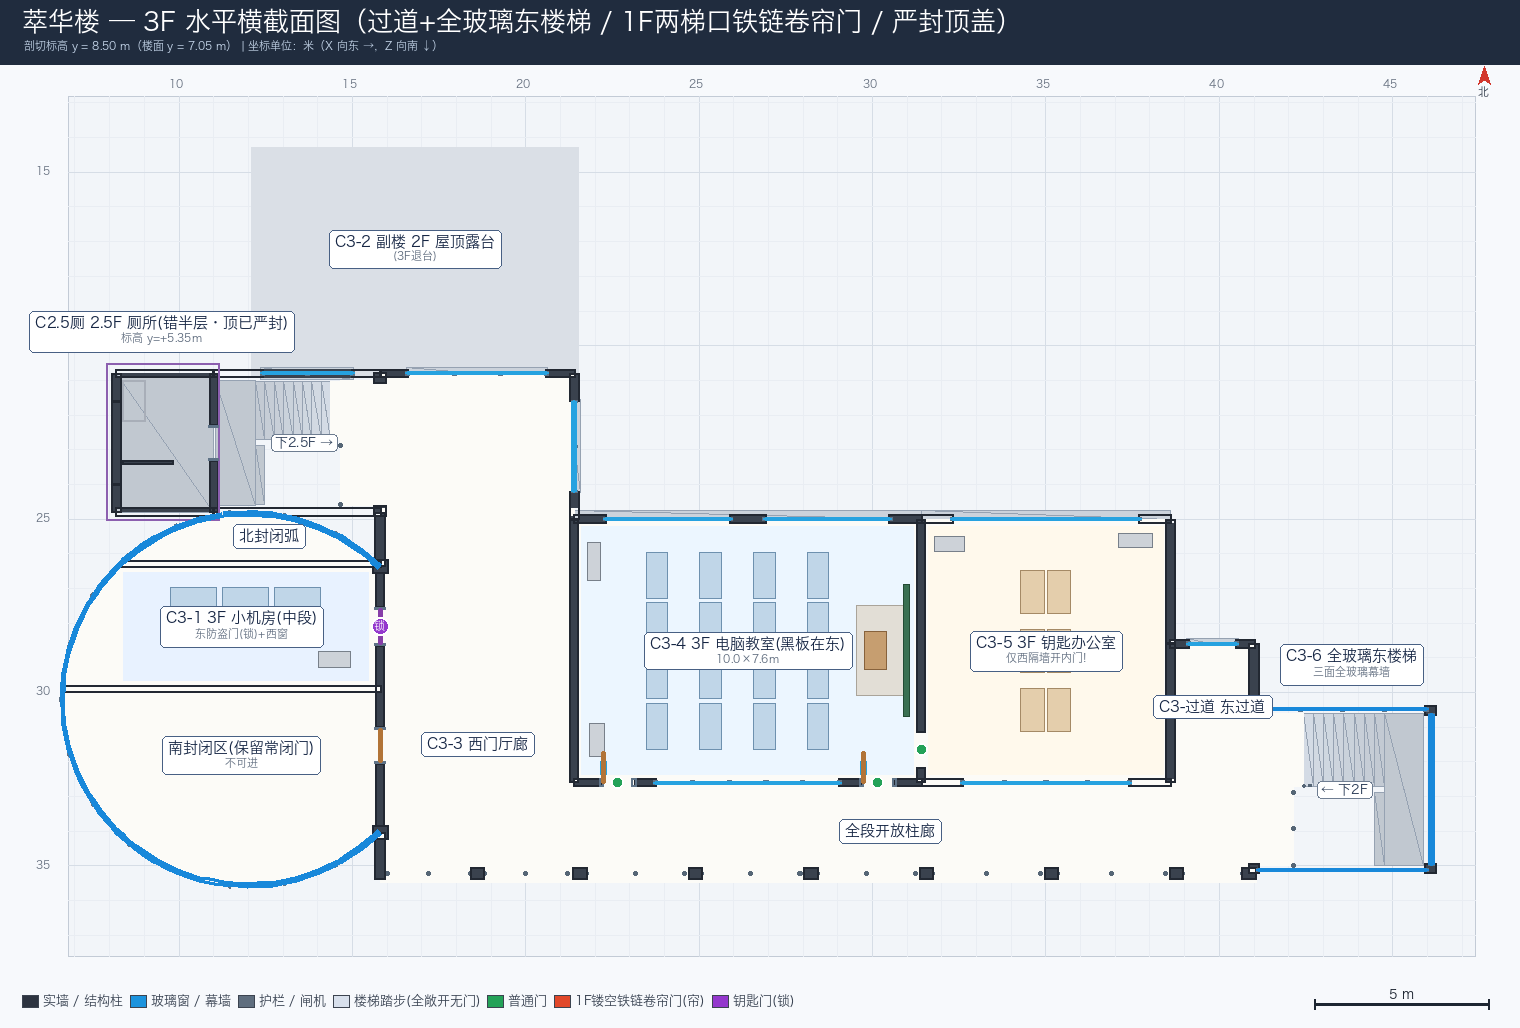 萃华楼 — 3F 水平横截面图（过道+全玻璃东楼梯 / 1F两梯口铁链卷帘门 / 严封顶盖）
剖切标高 y = 8.50 m（楼面 y = 7.05 m） | 坐标单位：米（X 向东 →，Z 向南 ↓）
10
15
20
25
30
35
40
45
北
15
C3-2 副楼 2F 屋顶露台
(3F退台)
C2.5厕 2.5F 厕所(错半层・顶已严封)
标高 y=+5.35m
下2.5F →
25
北封闭弧
C3-1 3F 小机房(中段)
东防盗门(锁)+西窗
锁
C3-4 3F 电脑教室(黑板在东)
10.0×7.6m
C3-5 3F 钥匙办公室
仅西隔墙开内门!
C3-6 全玻璃东楼梯
三面全玻璃幕墙
30
C3-过道 东过道
南封闭区(保留常闭门)
不可进
C3-3 西门厅廊
← 下2F
全段开放柱廊
35
实墙 / 结构柱
玻璃窗 / 幕墙
护栏 / 闸机
楼梯踏步(全敞开无门)
普通门
1F镂空铁链卷帘门(帘)
钥匙门(锁)
5 m